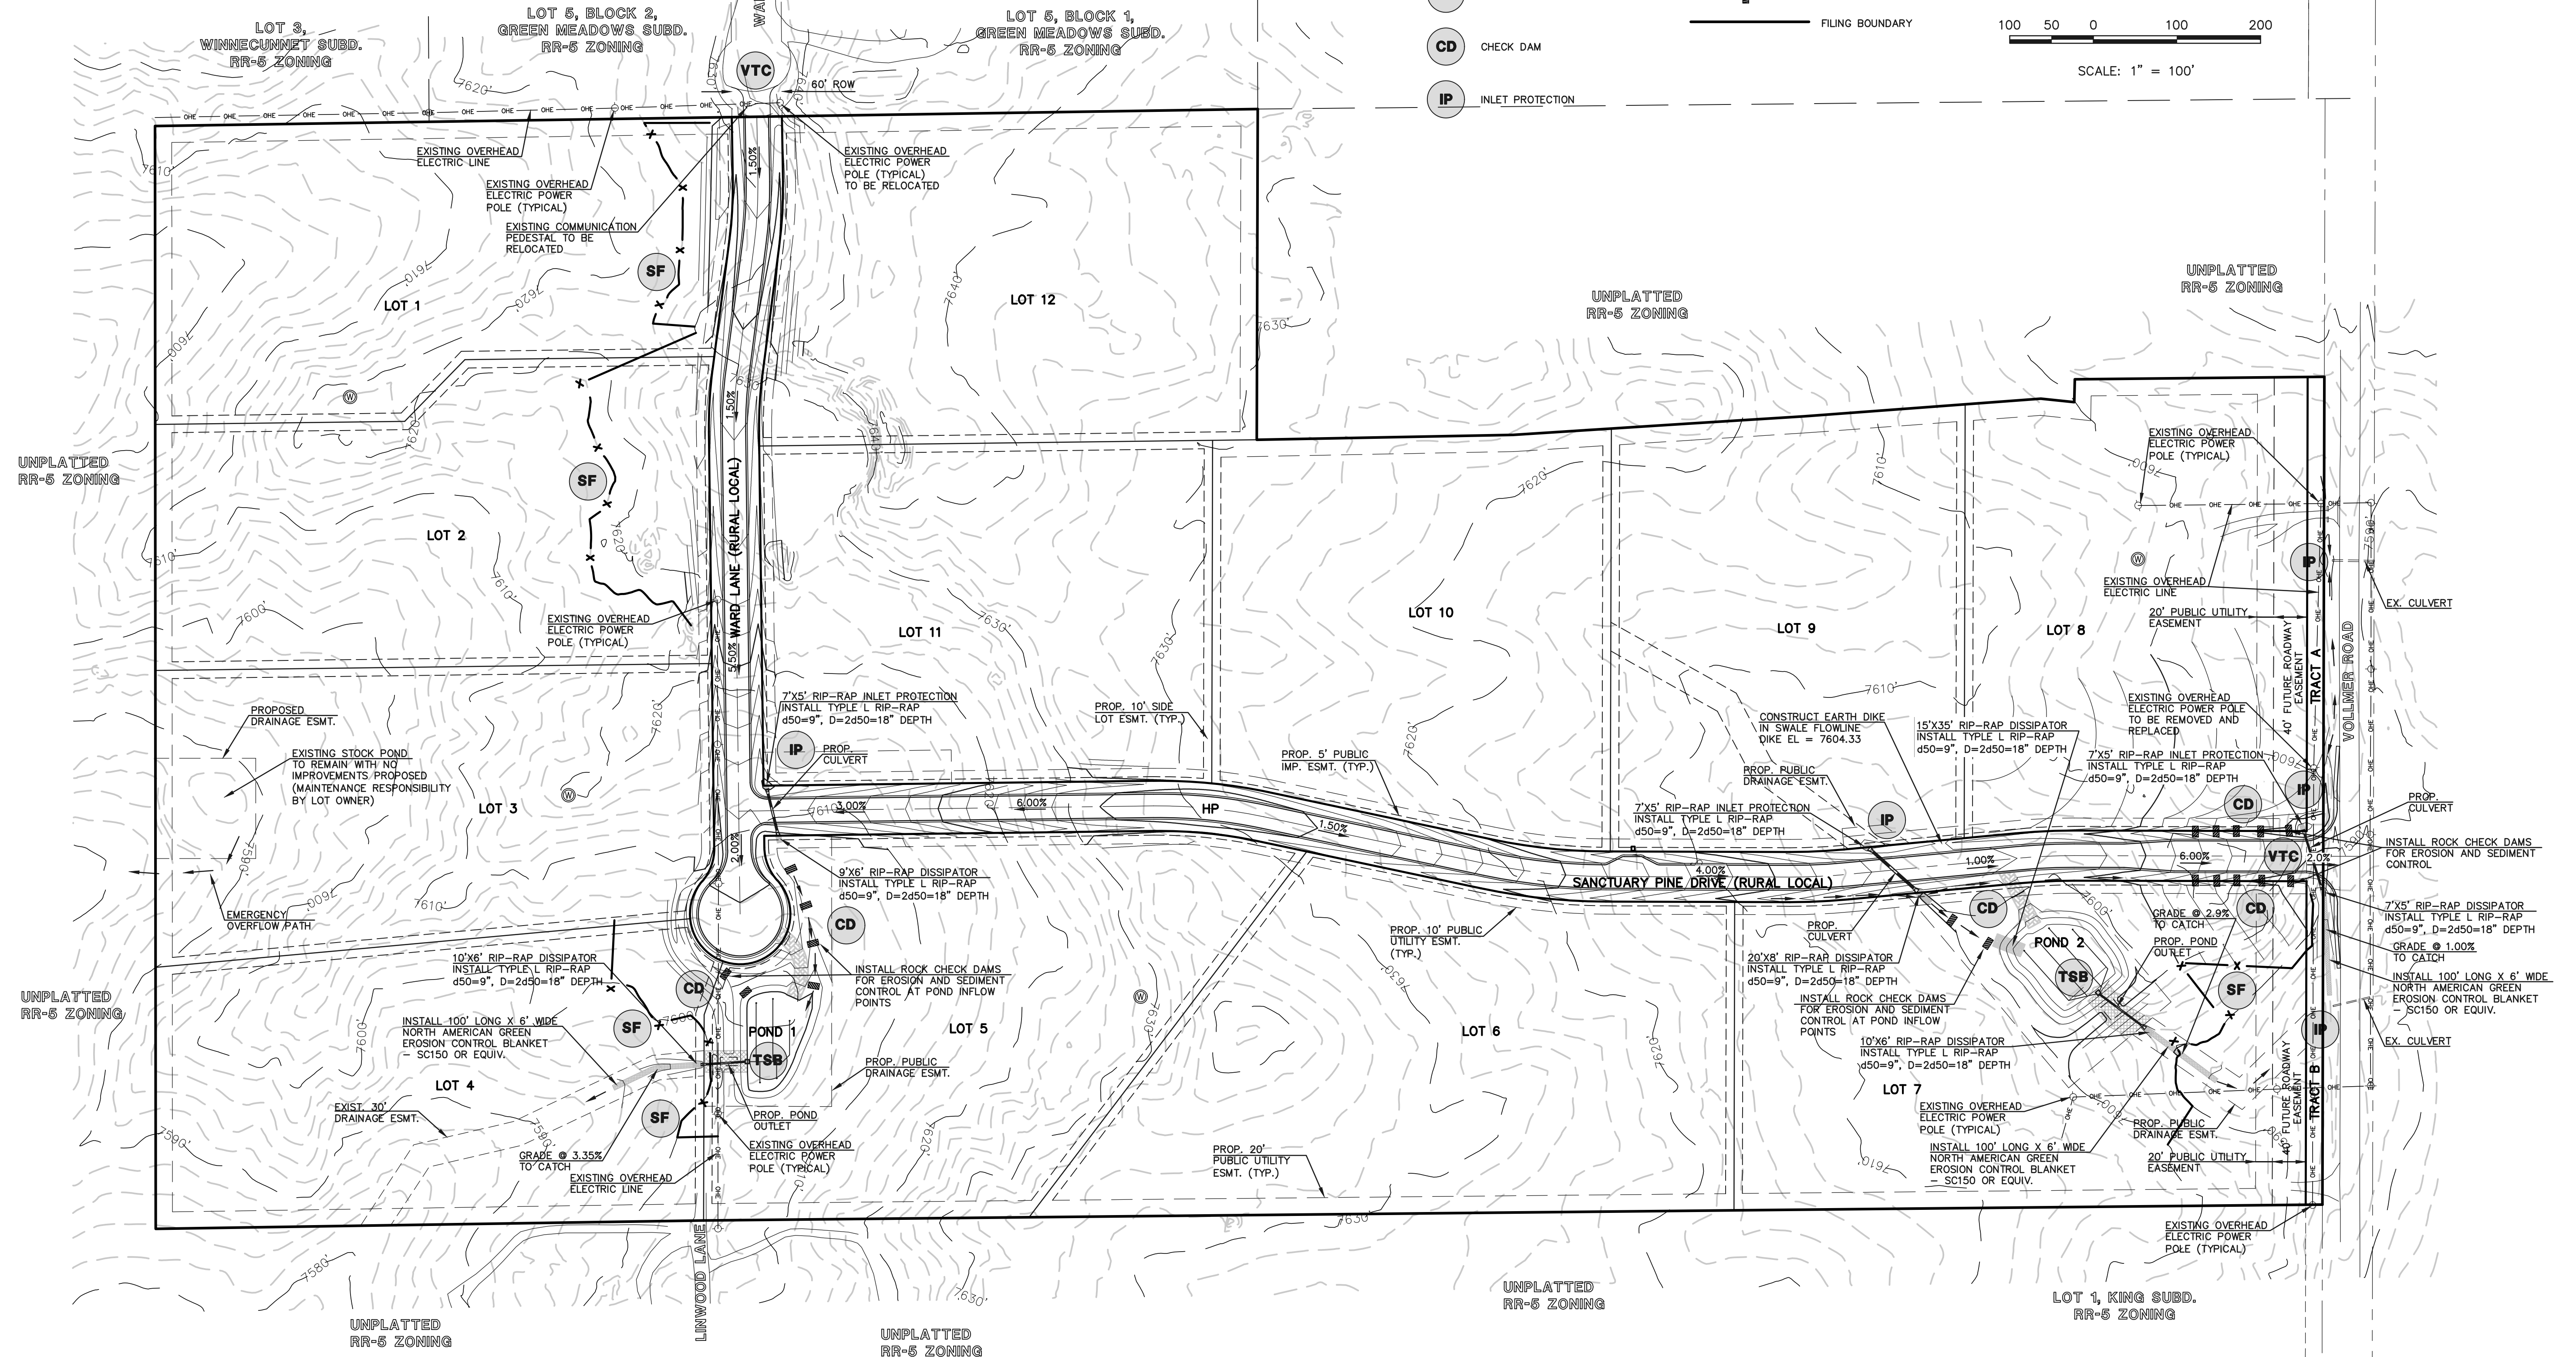 LOT 3,
WINNECUNNET SUBD.
RR-5 ZONING
LOT 5, BLOCK 2,
GREEN MEADOWS SUBD.
RR-5 ZONING
LOT 5, BLOCK 1,
GREEN MEADOWS SUBD.
RR-5 ZONING
VTC
60' ROW
CD
CHECK DAM
IP
INLET PROTECTION
FILING BOUNDARY
100 50 0 100 200
SCALE: 1" = 100'
EXISTING OVERHEAD
ELECTRIC LINE
EXISTING OVERHEAD
ELECTRIC POWER
POLE (TYPICAL)
EXISTING COMMUNICATION
PEDESTAL TO BE
RELOCATED
EXISTING OVERHEAD
ELECTRIC POWER
POLE (TYPICAL)
TO BE RELOCATED
1.50%
SF
LOT 1
LOT 12
7620'
7640'
7630'
7610'
7600'
UNPLATTED
RR-5 ZONING
UNPLATTED
RR-5 ZONING
UNPLATTED
RR-5 ZONING
1.50%
SF
LOT 2
WARD LANE (RURAL LOCAL)
5.50%
EXISTING OVERHEAD
ELECTRIC POWER
POLE (TYPICAL)
LOT 11
LOT 10
LOT 9
LOT 8
EXISTING OVERHEAD
ELECTRIC POWER
POLE (TYPICAL)
IP
EXISTING OVERHEAD
ELECTRIC LINE
20' PUBLIC UTILITY
EASEMENT
EX. CULVERT
40' FUTURE ROADWAY
EASEMENT
TRACT A
VOLLMER ROAD
PROPOSED
DRAINAGE ESMT.
EXISTING STOCK POND
TO REMAIN WITH NO
IMPROVEMENTS PROPOSED
(MAINTENANCE RESPONSIBILITY
BY LOT OWNER)
LOT 3
EMERGENCY
OVERFLOW PATH
7'X5' RIP-RAP INLET PROTECTION
INSTALL TYPLE L RIP-RAP
d50=9", D=2d50=18" DEPTH
IP
PROP.
CULVERT
PROP. 10' SIDE
LOT ESMT. (TYP.)
PROP. 5' PUBLIC
IMP. ESMT. (TYP.)
3.00%
6.00%
HP
1.50%
2.00%
CONSTRUCT EARTH DIKE
IN SWALE FLOWLINE
DIKE EL = 7604.33
PROP. PUBLIC
DRAINAGE ESMT.
7'X5' RIP-RAP INLET PROTECTION
INSTALL TYPLE L RIP-RAP
d50=9", D=2d50=18" DEPTH
IP
15'X35' RIP-RAP DISSIPATOR
INSTALL TYPLE L RIP-RAP
d50=9", D=2d50=18" DEPTH
EXISTING OVERHEAD
ELECTRIC POWER POLE
TO BE REMOVED AND
REPLACED
7'X5' RIP-RAP INLET PROTECTION
INSTALL TYPLE L RIP-RAP
d50=9", D=2d50=18" DEPTH
CD
IP
PROP.
CULVERT
INSTALL ROCK CHECK DAMS
FOR EROSION AND SEDIMENT
CONTROL
4.00%
SANCTUARY PINE DRIVE (RURAL LOCAL)
1.00%
6.00%
VTC
2.0%
9'X6' RIP-RAP DISSIPATOR
INSTALL TYPLE L RIP-RAP
d50=9", D=2d50=18" DEPTH
CD
INSTALL ROCK CHECK DAMS
FOR EROSION AND SEDIMENT
CONTROL AT POND INFLOW
POINTS
PROP. 10' PUBLIC
UTILITY ESMT.
(TYP.)
PROP.
CULVERT
20'X8' RIP-RAP DISSIPATOR
INSTALL TYPLE L RIP-RAP
d50=9", D=2d50=18" DEPTH
INSTALL ROCK CHECK DAMS
FOR EROSION AND SEDIMENT
CONTROL AT POND INFLOW
POINTS
10'X6' RIP-RAP DISSIPATOR
INSTALL TYPLE L RIP-RAP
d50=9", D=2d50=18" DEPTH
CD
POND 2
TSB
GRADE @ 2.9%
TO CATCH
CD
PROP. POND
OUTLET
SF
IP
7'X5' RIP-RAP DISSIPATOR
INSTALL TYPLE L RIP-RAP
d50=9", D=2d50=18" DEPTH
GRADE @ 1.00%
TO CATCH
INSTALL 100' LONG X 6' WIDE
NORTH AMERICAN GREEN
EROSION CONTROL BLANKET
- SC150 OR EQUIV.
EX. CULVERT
UNPLATTED
RR-5 ZONING
10'X6' RIP-RAP DISSIPATOR
INSTALL TYPLE L RIP-RAP
d50=9", D=2d50=18" DEPTH
CD
SF
INSTALL 100' LONG X 6' WIDE
NORTH AMERICAN GREEN
EROSION CONTROL BLANKET
- SC150 OR EQUIV.
POND 1
TSB
LOT 5
LOT 4
PROP. PUBLIC
DRAINAGE ESMT.
EXIST. 30'
DRAINAGE ESMT.
SF
PROP. POND
OUTLET
EXISTING OVERHEAD
ELECTRIC POWER
POLE (TYPICAL)
GRADE @ 3.35%
TO CATCH
EXISTING OVERHEAD
ELECTRIC LINE
LOT 6
PROP. 20'
PUBLIC UTILITY
ESMT. (TYP.)
LOT 7
EXISTING OVERHEAD
ELECTRIC POWER
POLE (TYPICAL)
INSTALL 100' LONG X 6' WIDE
NORTH AMERICAN GREEN
EROSION CONTROL BLANKET
- SC150 OR EQUIV.
PROP. PUBLIC
DRAINAGE ESMT.
20' PUBLIC UTILITY
EASEMENT
40' FUTURE ROADWAY
EASEMENT
TRACT B
EXISTING OVERHEAD
ELECTRIC POWER
POLE (TYPICAL)
LINWOOD LANE
7580'
7630'
7630'
UNPLATTED
RR-5 ZONING
UNPLATTED
RR-5 ZONING
UNPLATTED
RR-5 ZONING
LOT 1, KING SUBD.
RR-5 ZONING